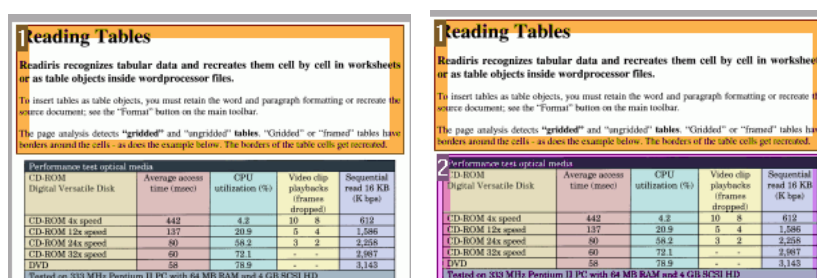 1
Reading Tables
Readiris recognizes tabular data and recreates them cell by cell in worksheets
or as table objects inside wordprocessor files.
To insert tables as table objects, you must retain the word and paragraph formatting or recreate the
source document; see the "Format" button on the main toolbar.
The page analysis detects "gridded" and "ungridded" tables. "Gridded" or "framed" tables have
borders around the cells - as does the example below. The borders of the table cells get recreated.
Performance test optical media
CD-ROM Average access CPU Video clip Sequential
Digital Versatile Disk time (msec) utilization (%) playbacks read 16 KB
(frames (K bps)
dropped)
CD-ROM 4x speed 442 4.2 10 8 612
CD-ROM 12x speed 137 20.9 5 4 1,586
CD-ROM 24x speed 80 58.2 3 2 2,258
CD-ROM 32x speed 60 72.1 - - 2,987
DVD 58 78.9 - - 3,143
Tested on 333 MHz Pentium II PC with 64 MB RAM and 4 GB SCSI HD
1
Reading Tables
Readiris recognizes tabular data and recreates them cell by cell in workshee
or as table objects inside wordprocessor files.
To insert tables as table objects, you must retain the word and paragraph formatting or recreate t
source document; see the "Format" button on the main toolbar.
The page analysis detects "gridded" and "ungridded" tables. "Gridded" or "framed" tables ha
borders around the cells - as does the example below. The borders of the table cells get recreated.
2
Performance test optical media
CD-ROM Average access CPU Video clip Sequential
Digital Versatile Disk time (msec) utilization (%) playbacks read 16 KB
(frames (K bps)
dropped)
CD-ROM 4x speed 442 4.2 10 8 612
CD-ROM 12x speed 137 20.9 5 4 1,586
CD-ROM 24x speed 80 58.2 3 2 2,258
CD-ROM 32x speed 60 72.1 - - 2,987
DVD 58 78.9 - - 3,143
Tested on 333 MHz Pentium II PC with 64 MB RAM and 4 GB SCSI HD